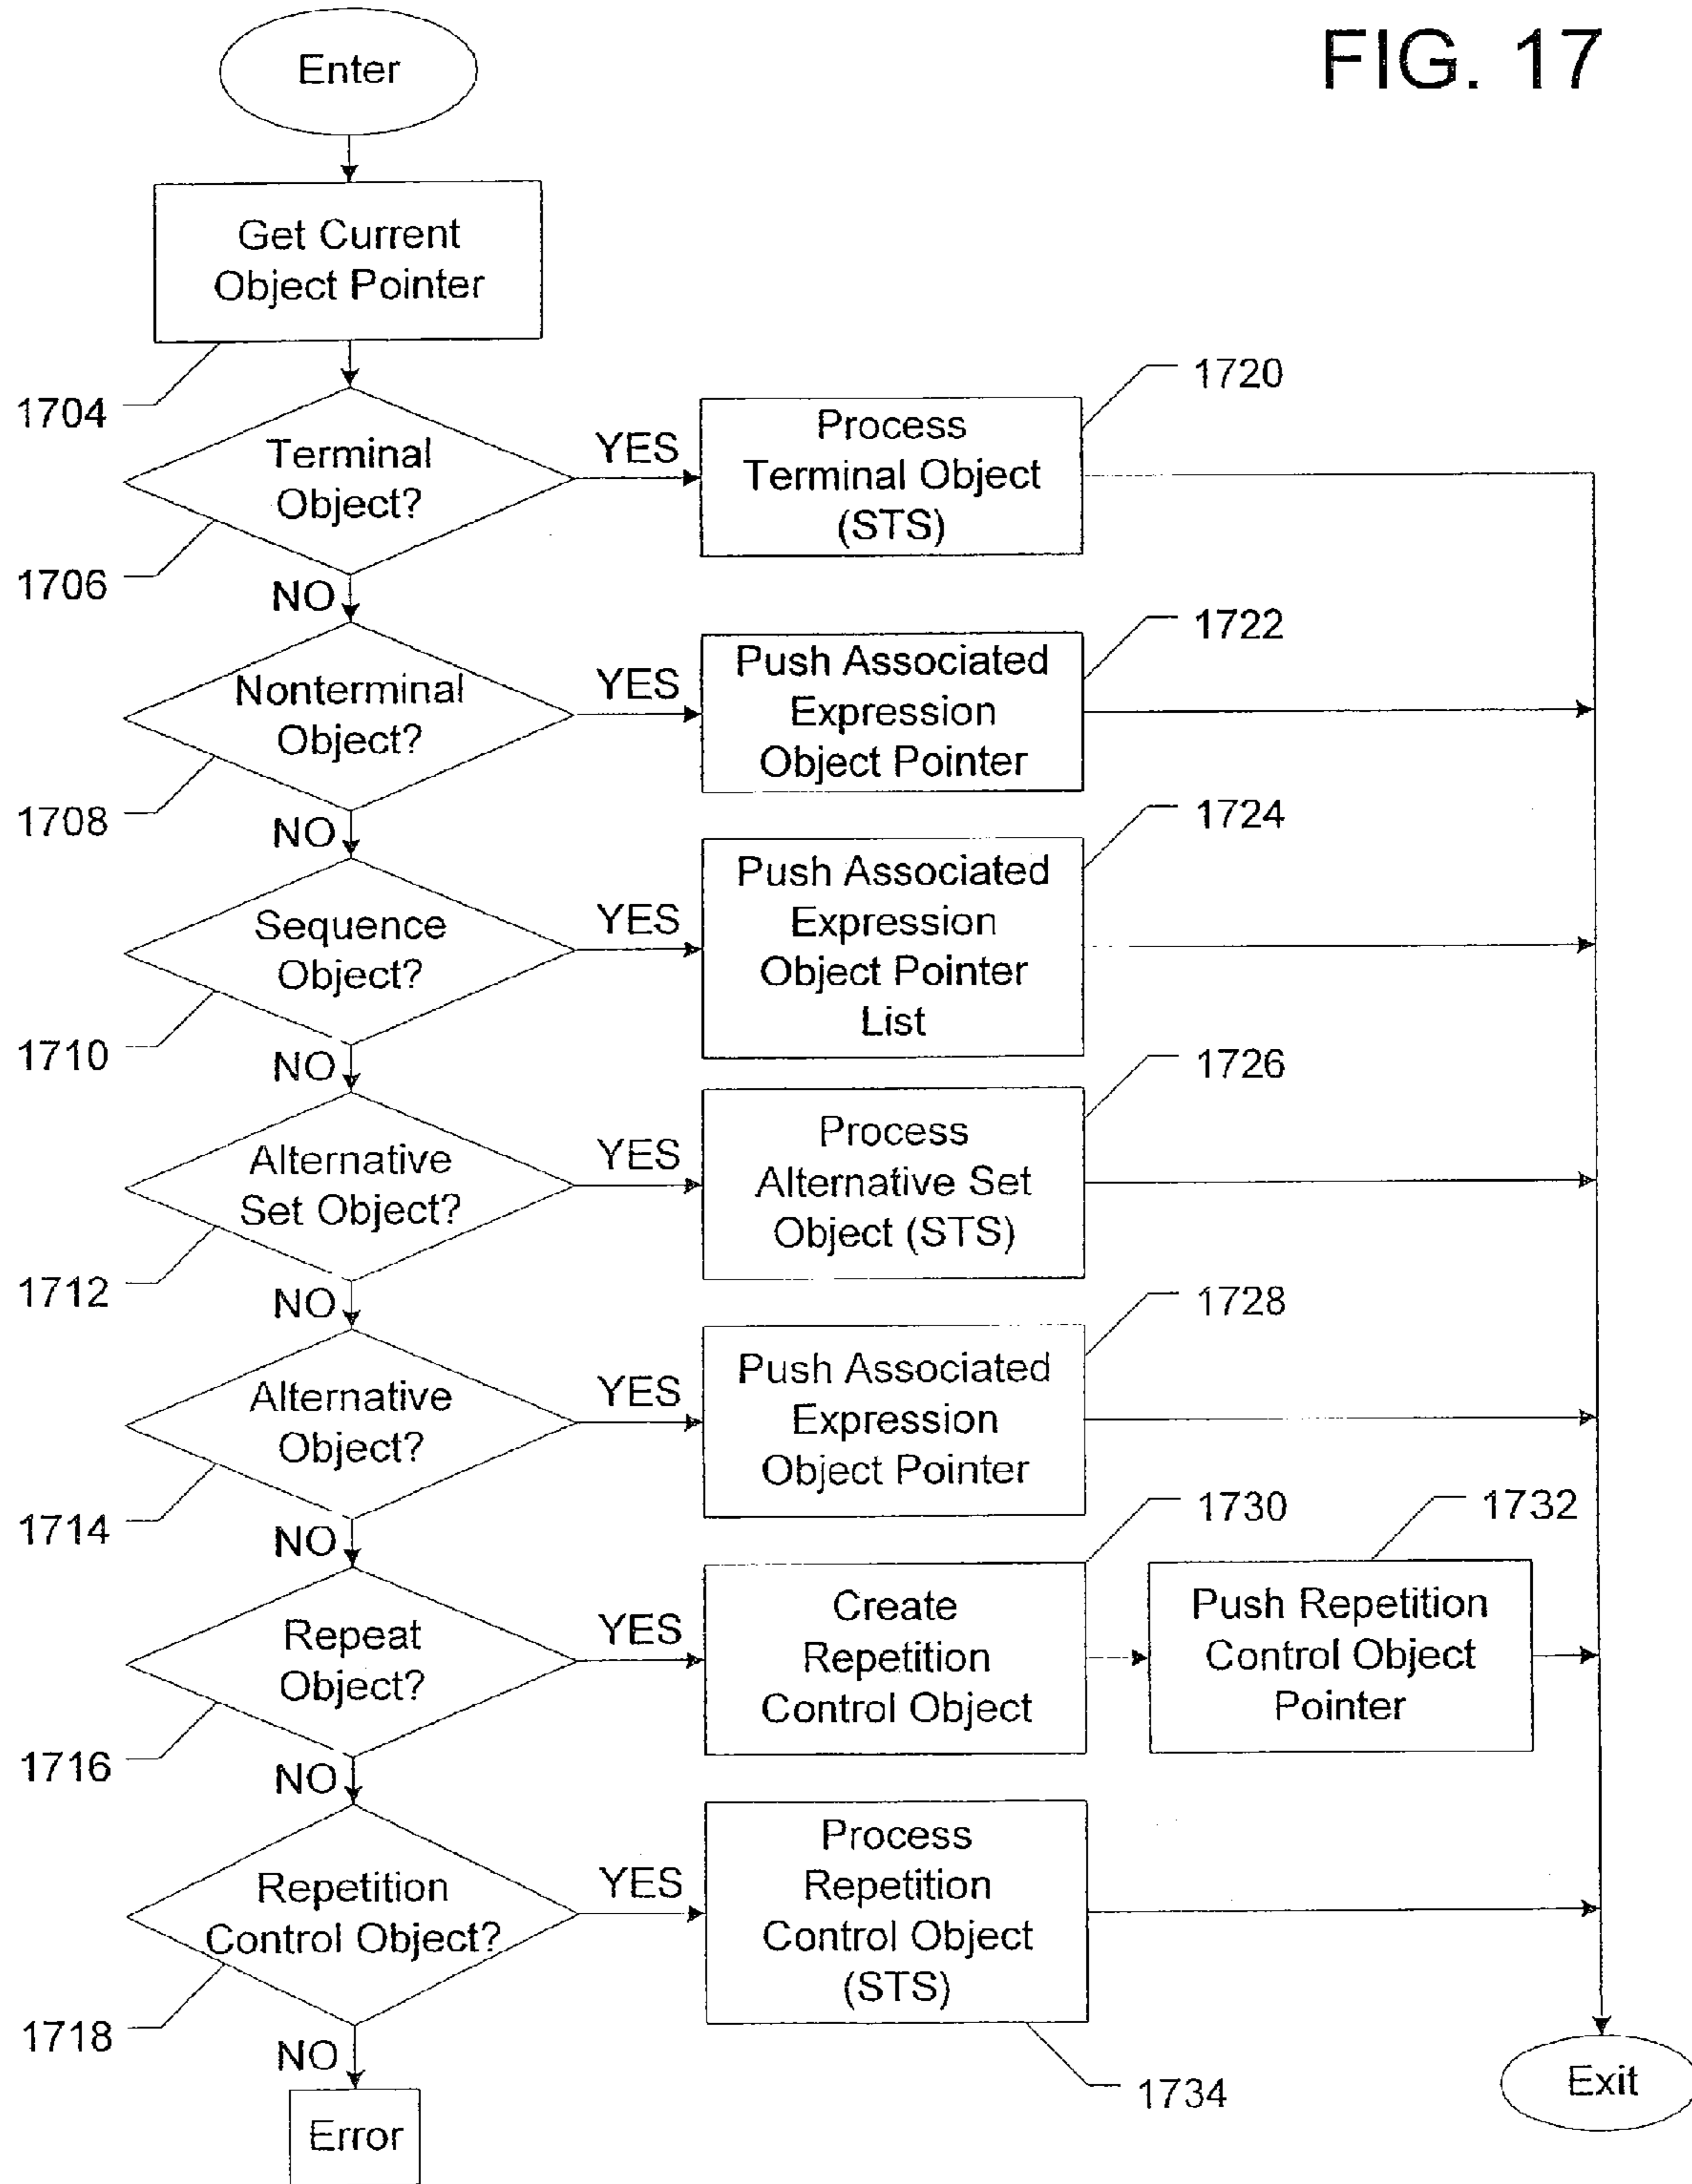 FIG. 17
Enter
Get Current
Object Pointer
1704
Terminal
Object?
1706
YES
Process
Terminal Object
(STS)
1720
NO
Nonterminal
Object?
1708
YES
Push Associated
Expression
Object Pointer
1722
NO
Sequence
Object?
1710
YES
Push Associated
Expression
Object Pointer
List
1724
NO
Alternative
Set Object?
1712
YES
Process
Alternative Set
Object (STS)
1726
NO
Alternative
Object?
1714
YES
Push Associated
Expression
Object Pointer
1728
NO
Repeat
Object?
1716
YES
Create
Repetition
Control Object
1730
Push Repetition
Control Object
Pointer
1732
NO
Repetition
Control Object?
1718
YES
Process
Repetition
Control Object
(STS)
1734
NO
Error
Exit